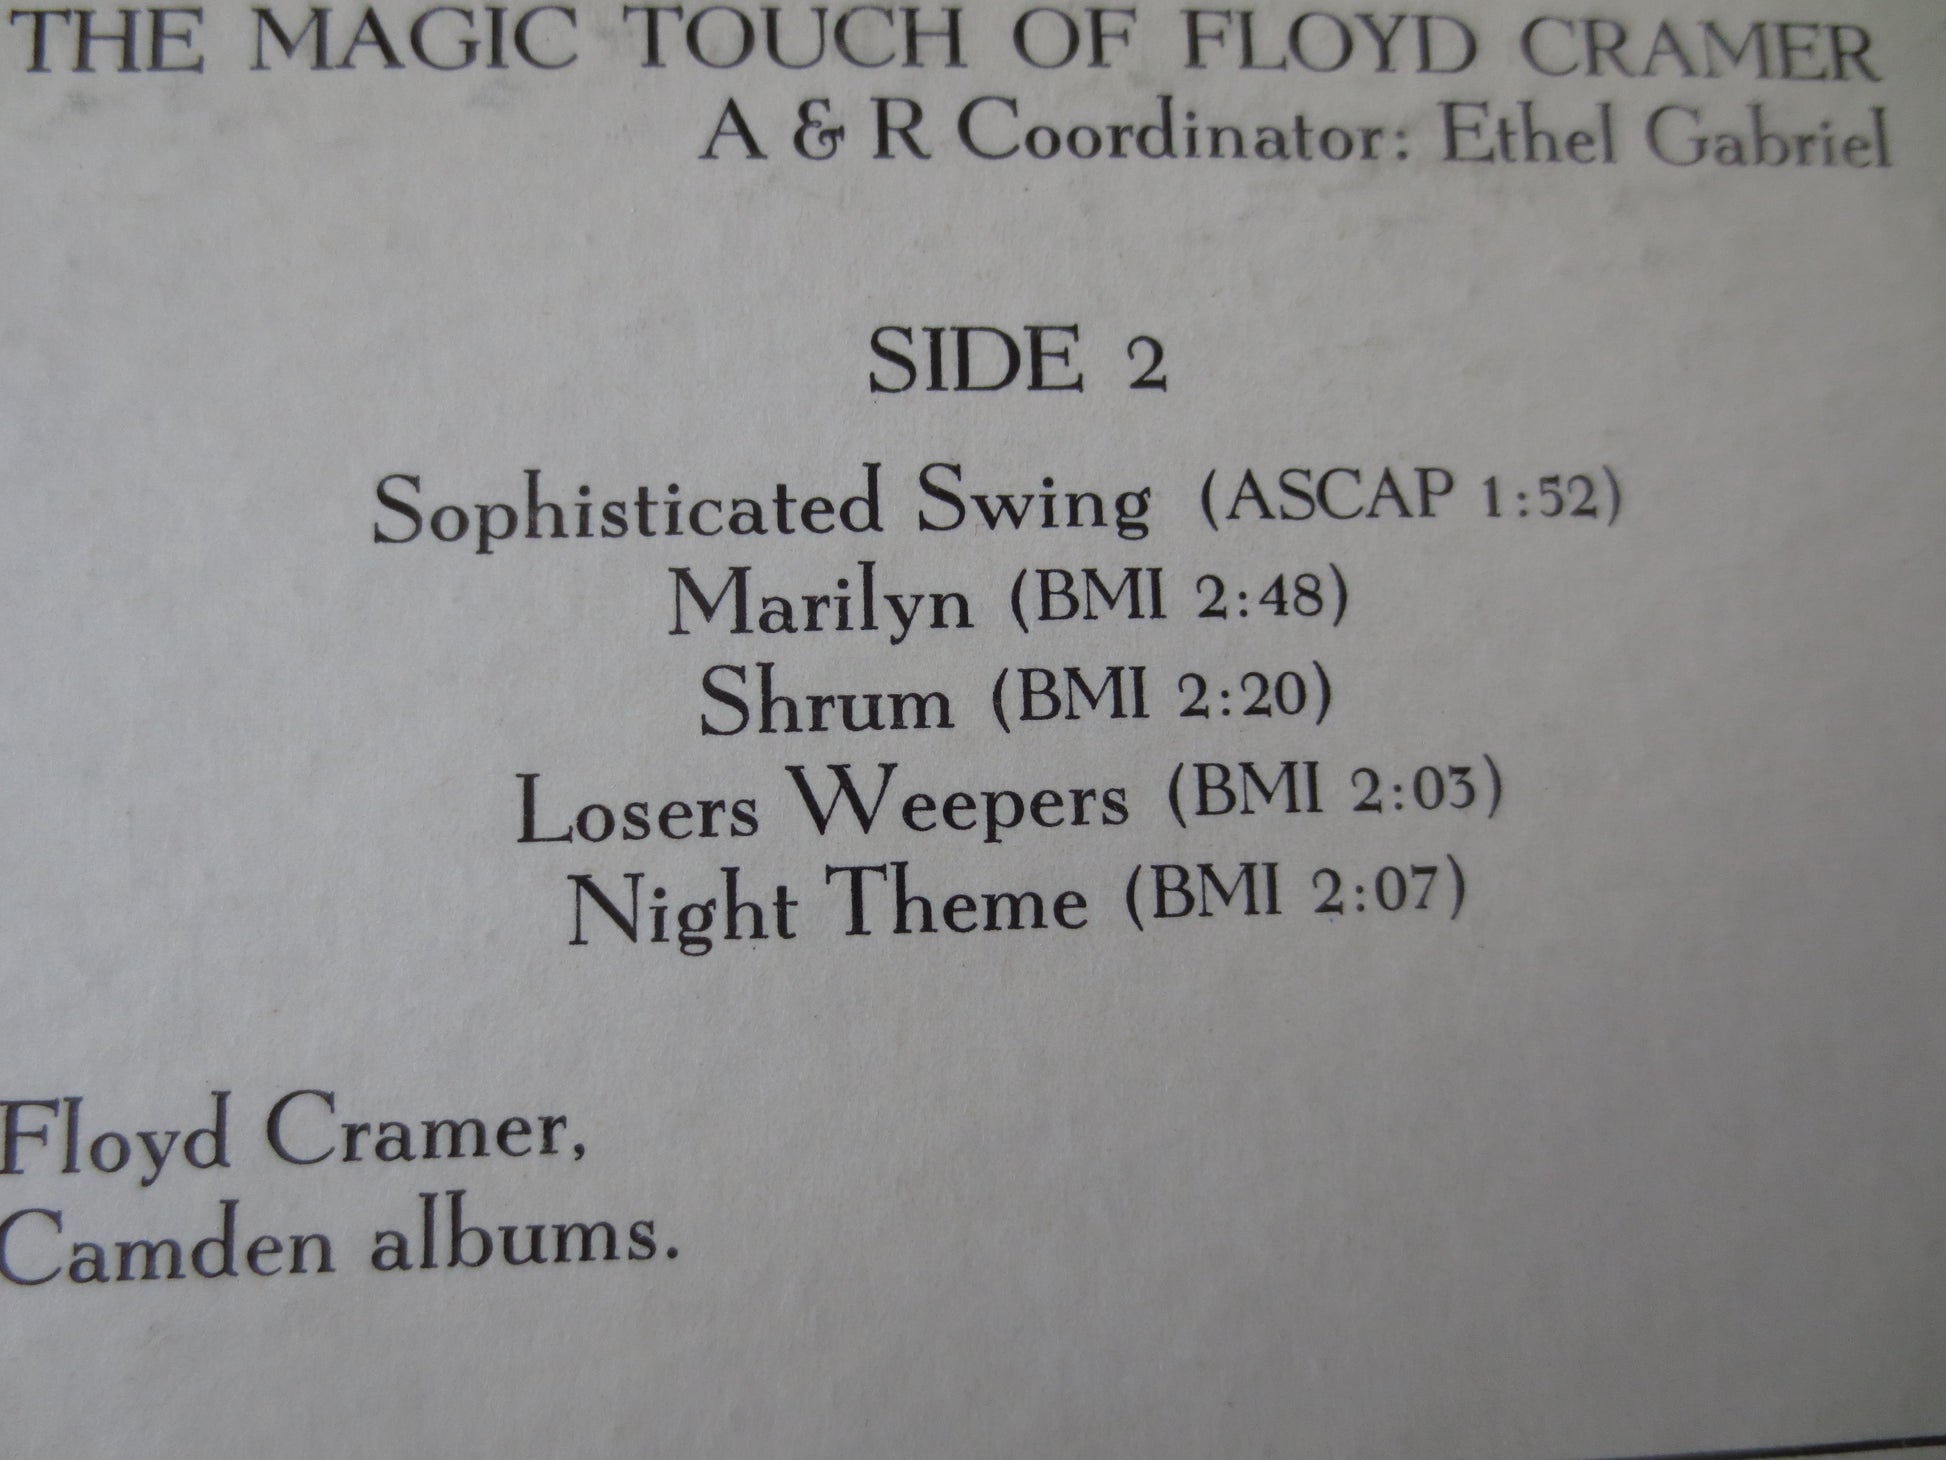 THE MAGIC TOUCH OF FLOYD CRAMER
A & R Coordinator: Ethel Gabriel
SIDE 2
Sophisticated Swing (ASCAP 1:52)
Marilyn (BMI 2:48)
Shrum (BMI 2:20)
Losers Weepers (BMI 2:03)
Night Theme (BMI 2:07)
Floyd Cramer,
Camden albums.